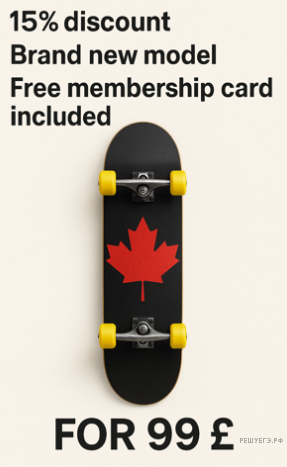 15% discount
Brand new model
Free membership card
included
FOR 99 £
РЕШУЕГЭ.РФ